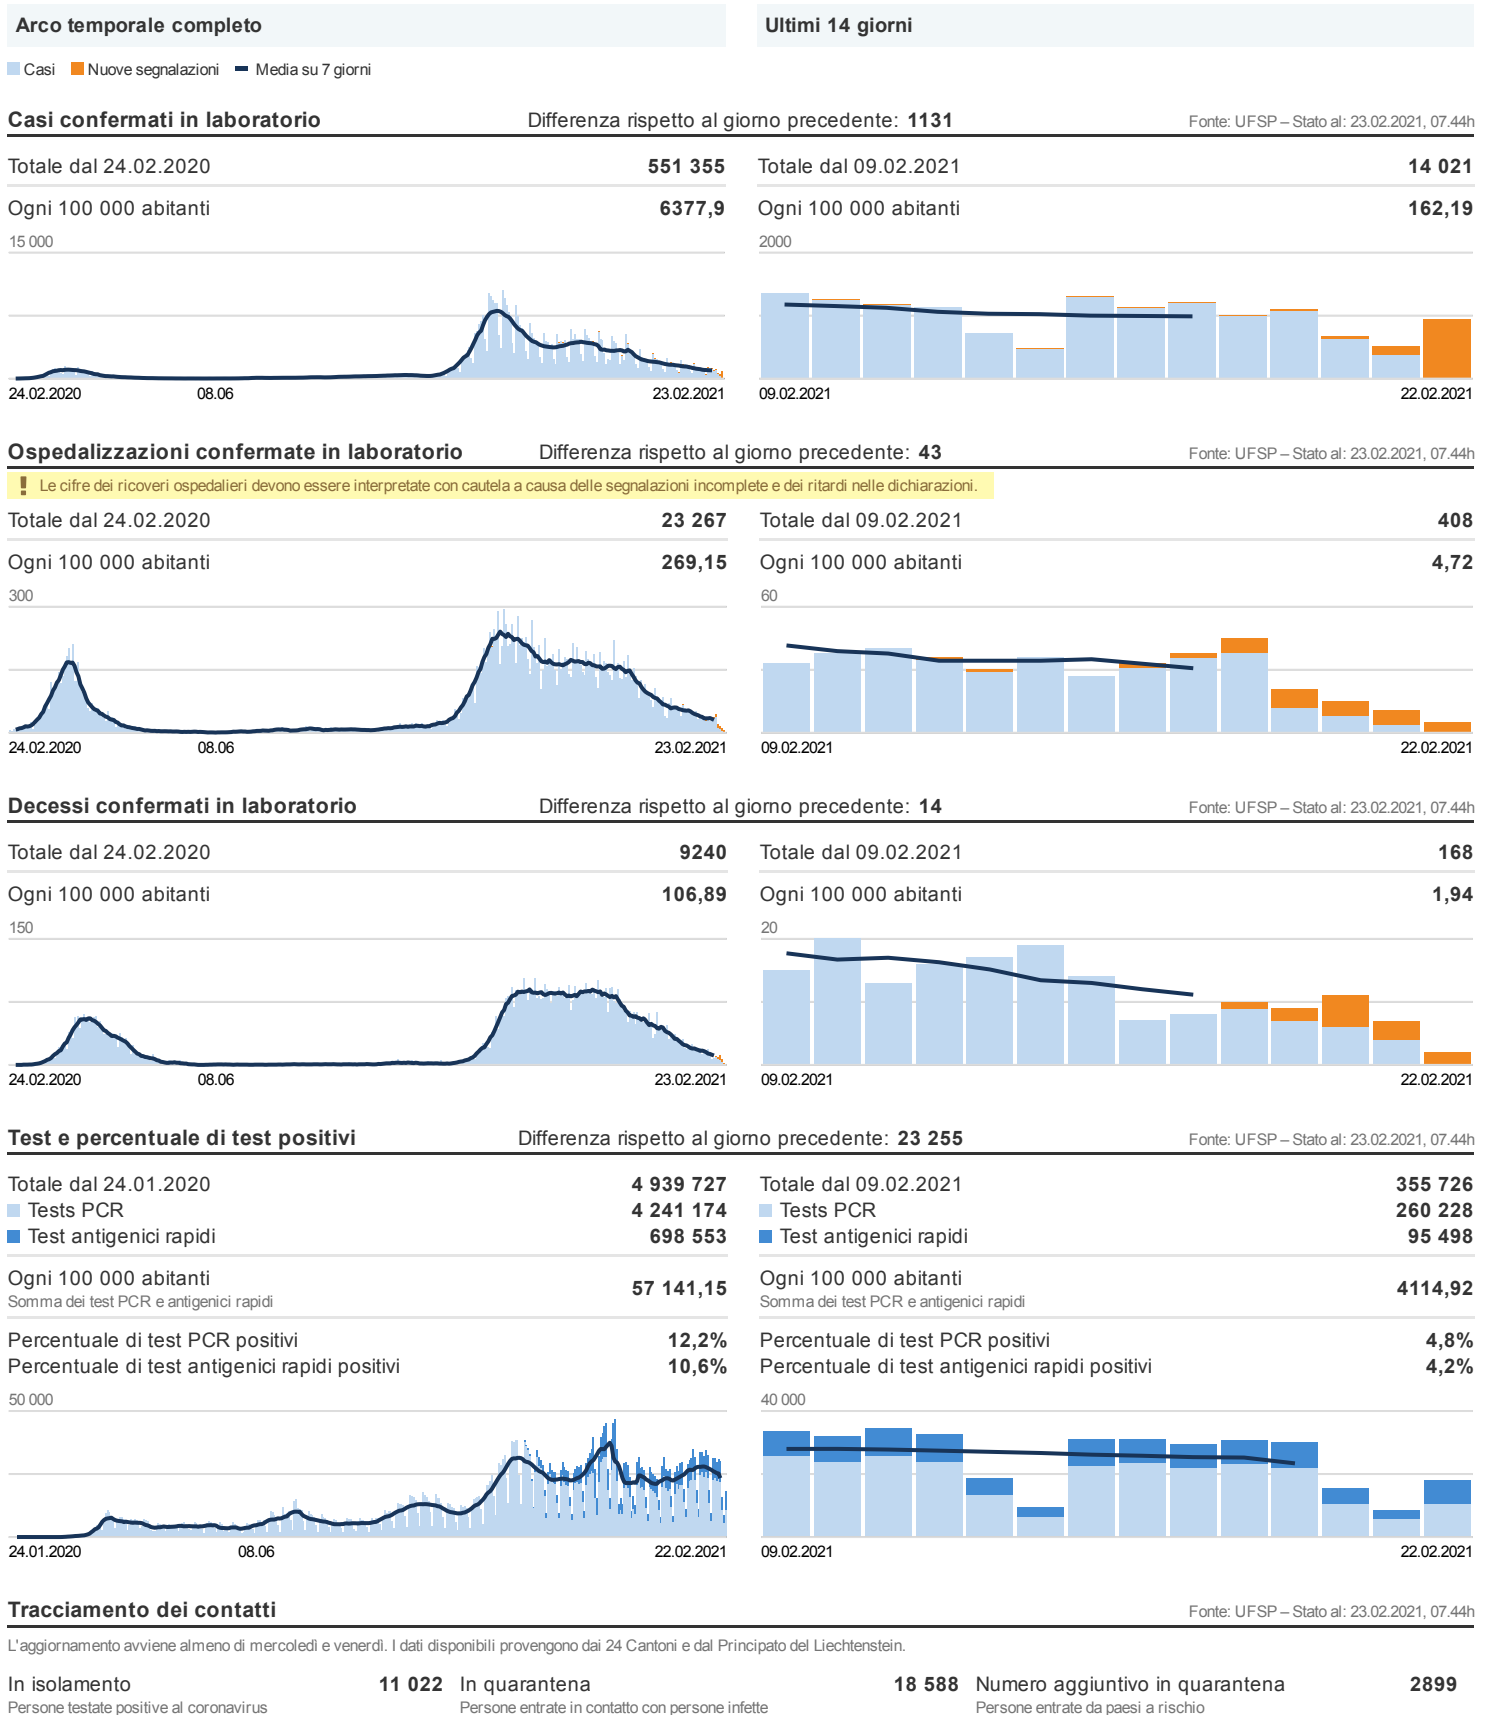 Arco temporale completo
Ultimi 14 giorni
Casi Nuove segnalazioni Media su 7 giorni
Casi confermati in laboratorio Differenza rispetto al giorno precedente: 1131 Fonte: UFSP – Stato al: 23.02.2021, 07.44h
Totale dal 24.02.2020 551 355
Ogni 100 000 abitanti 6377,9
15 000
24.02.2020 08.06 23.02.2021
Totale dal 09.02.2021 14 021
Ogni 100 000 abitanti 162,19
2000
09.02.2021 22.02.2021
Ospedalizzazioni confermate in laboratorio Differenza rispetto al giorno precedente: 43 Fonte: UFSP – Stato al: 23.02.2021, 07.44h
! Le cifre dei ricoveri ospedalieri devono essere interpretate con cautela a causa delle segnalazioni incomplete e dei ritardi nelle dichiarazioni.
Totale dal 24.02.2020 23 267
Ogni 100 000 abitanti 269,15
300
24.02.2020 08.06 23.02.2021
Totale dal 09.02.2021 408
Ogni 100 000 abitanti 4,72
60
09.02.2021 22.02.2021
Decessi confermati in laboratorio Differenza rispetto al giorno precedente: 14 Fonte: UFSP – Stato al: 23.02.2021, 07.44h
Totale dal 24.02.2020 9240
Ogni 100 000 abitanti 106,89
150
24.02.2020 08.06 23.02.2021
Totale dal 09.02.2021 168
Ogni 100 000 abitanti 1,94
20
09.02.2021 22.02.2021
Test e percentuale di test positivi Differenza rispetto al giorno precedente: 23 255 Fonte: UFSP – Stato al: 23.02.2021, 07.44h
Totale dal 24.01.2020 4 939 727
Tests PCR 4 241 174
Test antigenici rapidi 698 553
Ogni 100 000 abitanti 57 141,15
Somma dei test PCR e antigenici rapidi
Percentuale di test PCR positivi 12,2%
Percentuale di test antigenici rapidi positivi 10,6%
50 000
24.01.2020 08.06 22.02.2021
Totale dal 09.02.2021 355 726
Tests PCR 260 228
Test antigenici rapidi 95 498
Ogni 100 000 abitanti 4114,92
Somma dei test PCR e antigenici rapidi
Percentuale di test PCR positivi 4,8%
Percentuale di test antigenici rapidi positivi 4,2%
40 000
09.02.2021 22.02.2021
Tracciamento dei contatti Fonte: UFSP – Stato al: 23.02.2021, 07.44h
L'aggiornamento avviene almeno di mercoledì e venerdì. I dati disponibili provengono dai 24 Cantoni e dal Principato del Liechtenstein.
In isolamento 11 022
Persone testate positive al coronavirus
In quarantena 18 588
Persone entrate in contatto con persone infette
Numero aggiuntivo in quarantena 2899
Persone entrate da paesi a rischio